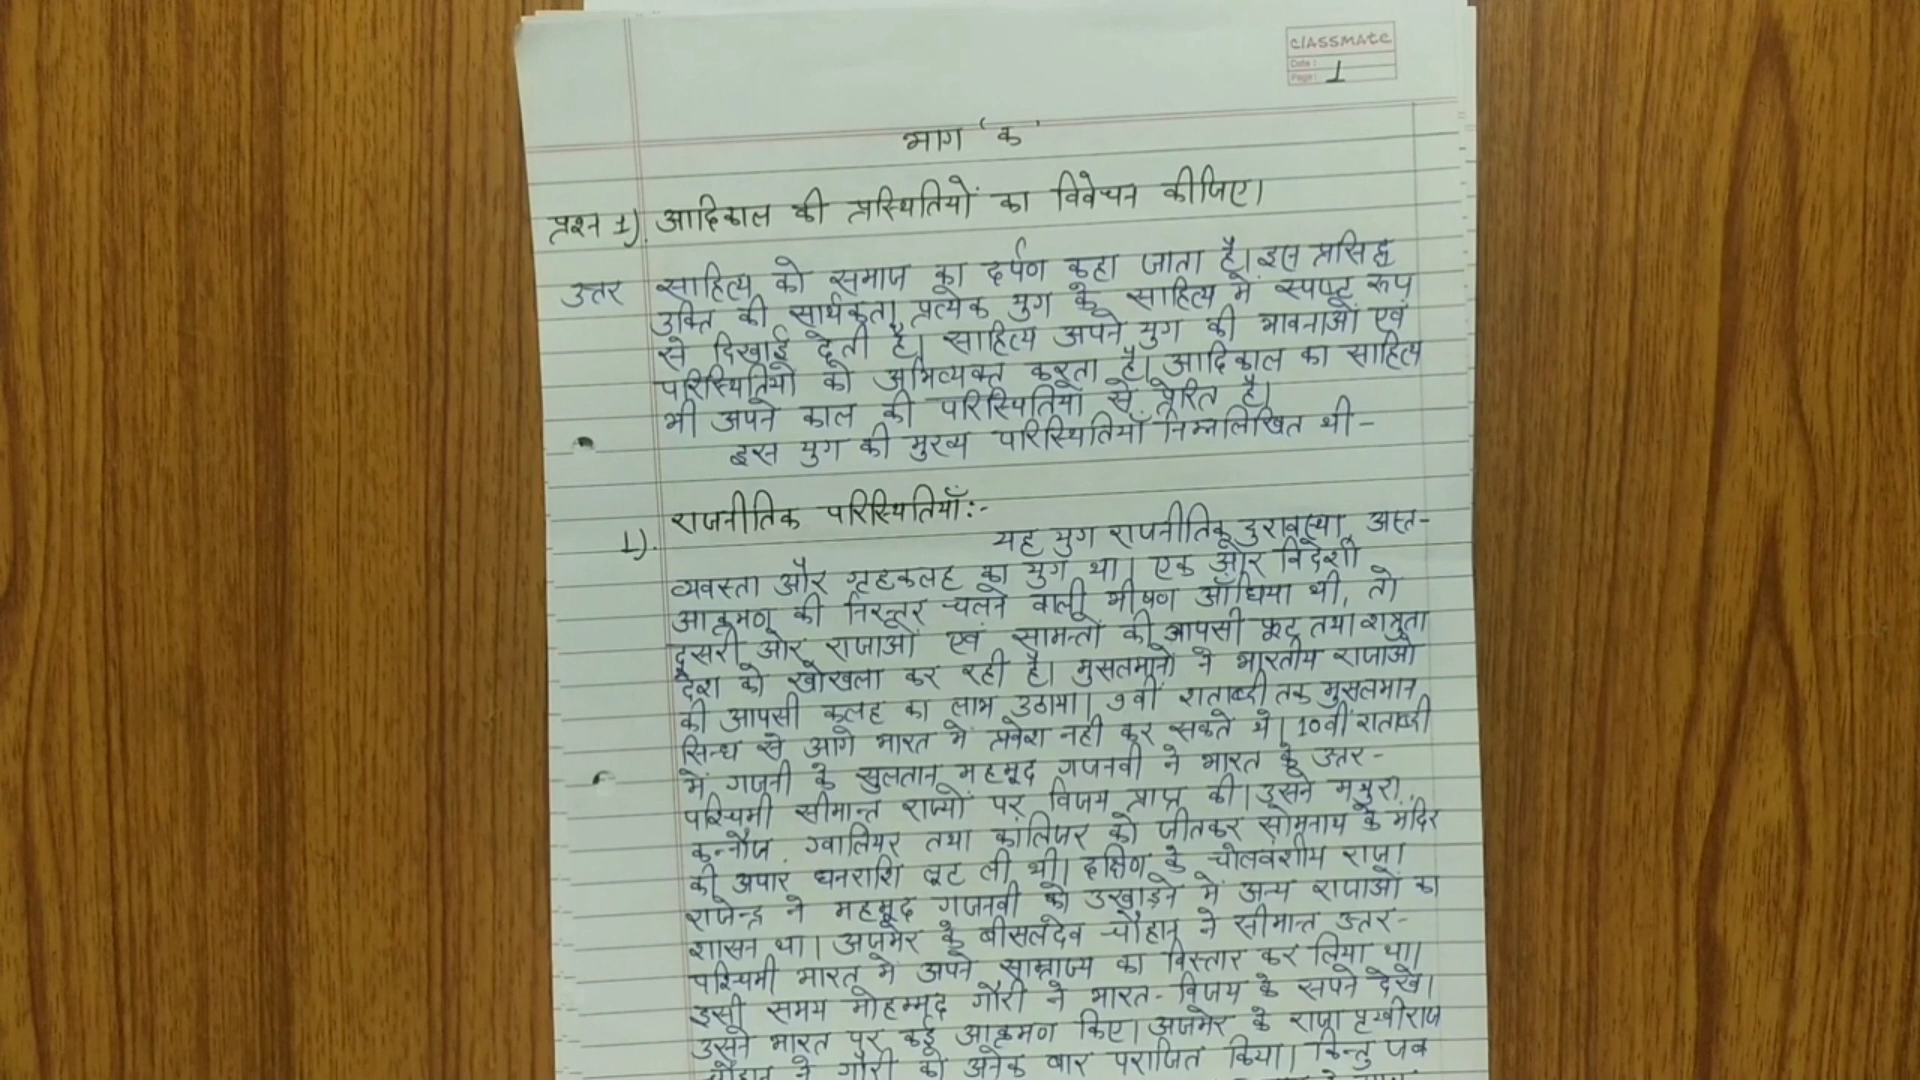 classmate
Date :
Page : 1
भाग 'क'
प्रश्न 1). आदिकाल की प्रस्थितियों का विवेचन कीजिए।
उत्तर साहित्य को समाज का दर्पण कहा जाता है। इस प्रसिद्ध
उक्ति की सार्थकता प्रत्येक युग के साहित्य में स्पष्ट रूप
से दिखाई देती है। साहित्य अपने युग की भावनाओं एवं
परिस्थितियों को अभिव्यक्त करता है। आदिकाल का साहित्य
भी अपने काल की परिस्थितियों से प्रेरित है।
इस युग की मुख्य परिस्थितियाँ निम्नलिखित थी -
1). राजनीतिक परिस्थितियाँ:-
यह युग राजनीतिक दुरावस्था, अस्त-
व्यवस्ता और गृहकलह का युग था। एक और विदेशी
आक्रमण की निरन्तर चलने वाली भीषण आँधिया थी, तो
दूसरी और राजाओं एवं सामन्तों की आपसी फूट तथा शत्रुता
देश को खोखला कर रही है। मुसलमानों ने भारतीय राजाओं
की आपसी कलह का लाभ उठाया। 9वीं शताब्दी तक मुसलमान
सिन्ध से आगे भारत में प्रवेश नही कर सकते थे। 10वीं शताब्दी
में गजनी के सुलतान महमूद गजनवी ने भारत के उत्तर-
पश्चिमी सीमान्त राज्यों पर विजय प्राप्त की। उसने मथुरा,
कन्नौज, ग्वालियर तथा कालिंजर को जीतकर सोमनाथ के मंदिर
की अपार धनराशि लूट ली थी। दक्षिण के चोलवंशीय राजा
राजेन्द्र ने महमूद गजनवी को उखाड़ने में अन्य राजाओं का
शासन था। अजमेर के बीसलदेव चौहान ने सीमान्त उत्तर-
पश्चिमी भारत में अपने साम्राज्य का विस्तार कर लिया था।
इसी समय मोहम्मद गौरी ने भारत-विजय के सपने देखे।
उसने भारत पर कई आक्रमण किए। अजमेर के राजा पृथ्वीराज
चौहान ने गौरी को अनेक बार पराजित किया। किन्तु जब